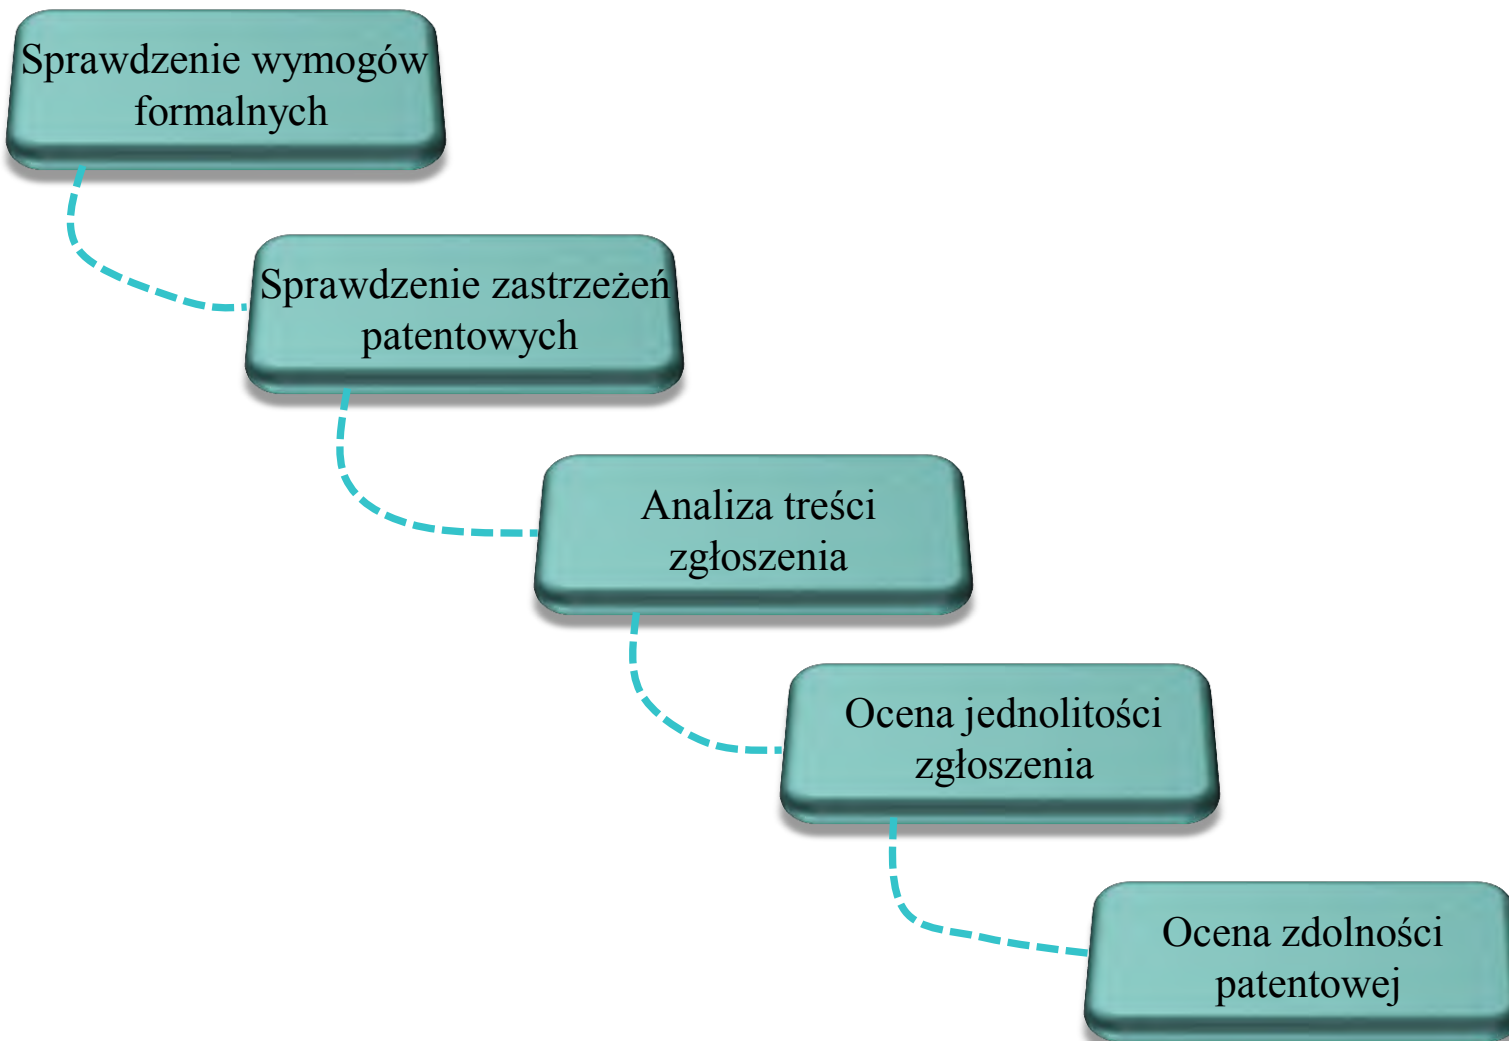 Sprawdzenie wymogów
formalnych
Sprawdzenie zastrzeżeń
patentowych
Analiza treści
zgłoszenia
Ocena jednolitości
zgłoszenia
Ocena zdolności
patentowej